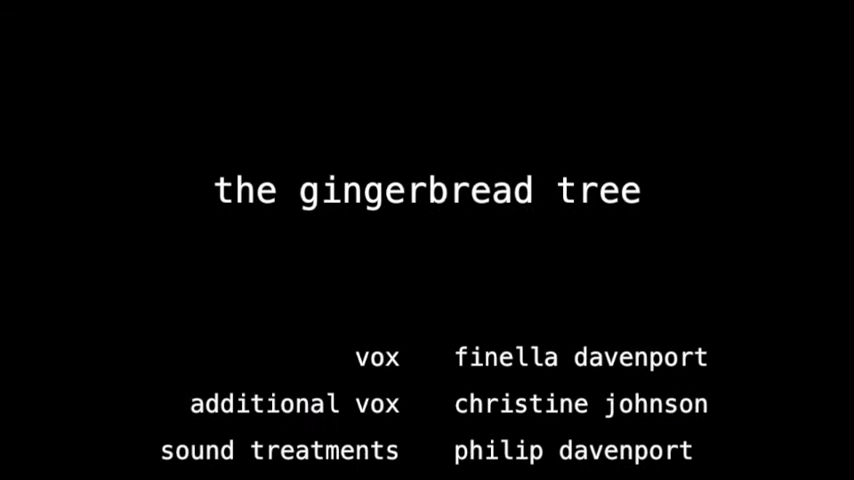 the gingerbread tree
vox finella davenport
additional vox christine johnson
sound treatments philip davenport